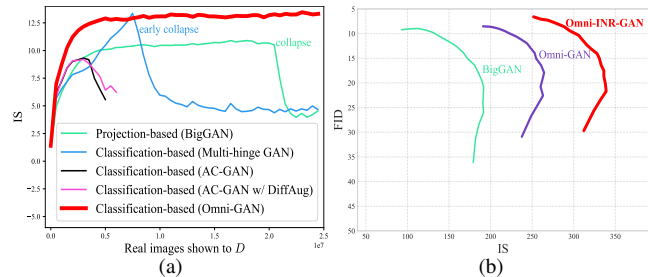 12.5
10.0
7.5
5.0
2.5
0.0
−2.5
−5.0
IS
early collapse
collapse
Projection-based (BigGAN)
Classification-based (Multi-hinge GAN)
Classification-based (AC-GAN)
Classification-based (AC-GAN w/ DiffAug)
Classification-based (Omni-GAN)
0.0 0.5 1.0 1.5 2.0 2.5
1e7
Real images shown to D
(a)
5
10
15
20
25
30
35
40
45
50
FID
BigGAN
Omni-GAN
Omni-INR-GAN
50 100 150 200 250 300 350 400
IS
(b)